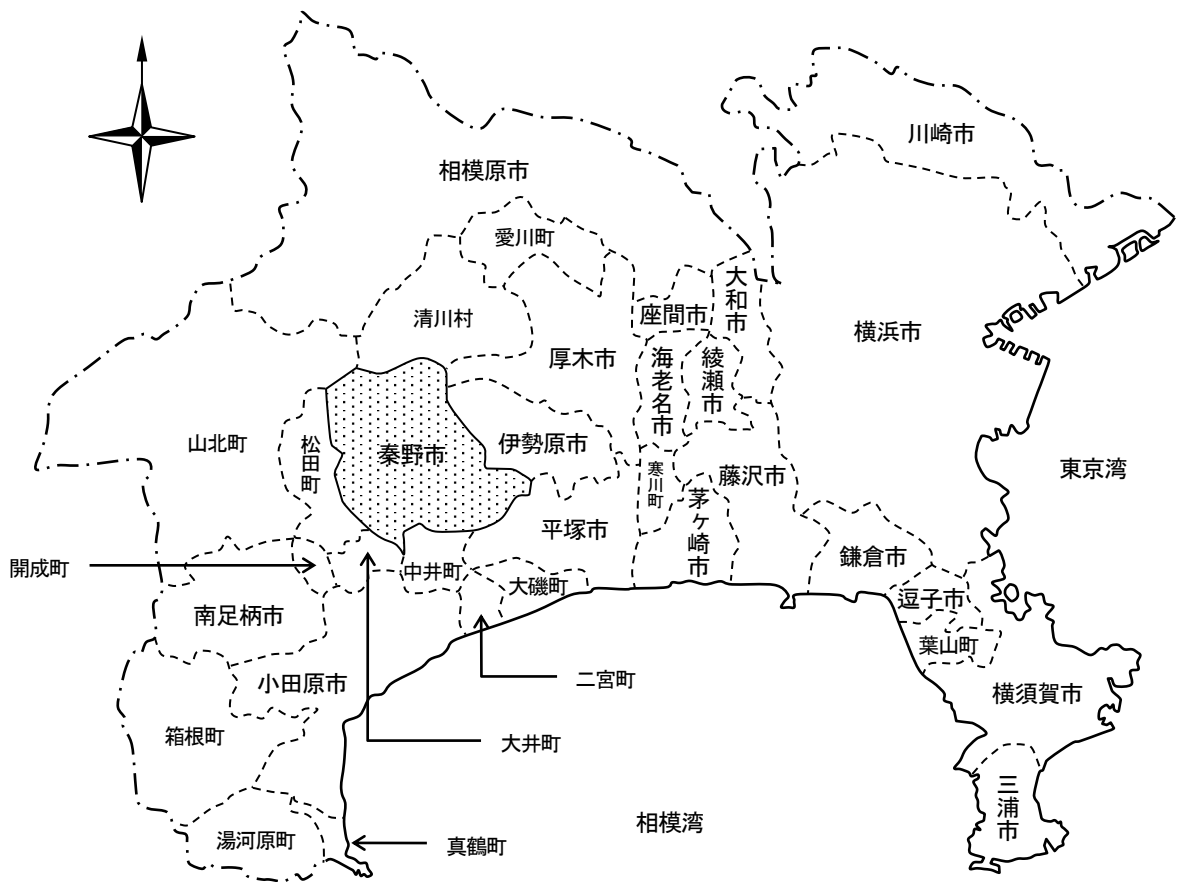 川崎市
相模原市
愛川町
大和市
清川村
座間市
横浜市
厚木市
海老名市
綾瀬市
山北町
松田町
秦野市
伊勢原市
寒川町
藤沢市
東京湾
茅ヶ崎市
平塚市
鎌倉市
開成町
中井町
大磯町
逗子市
南足柄市
葉山町
小田原市
二宮町
横須賀市
箱根町
大井町
三浦市
相模湾
湯河原町
真鶴町